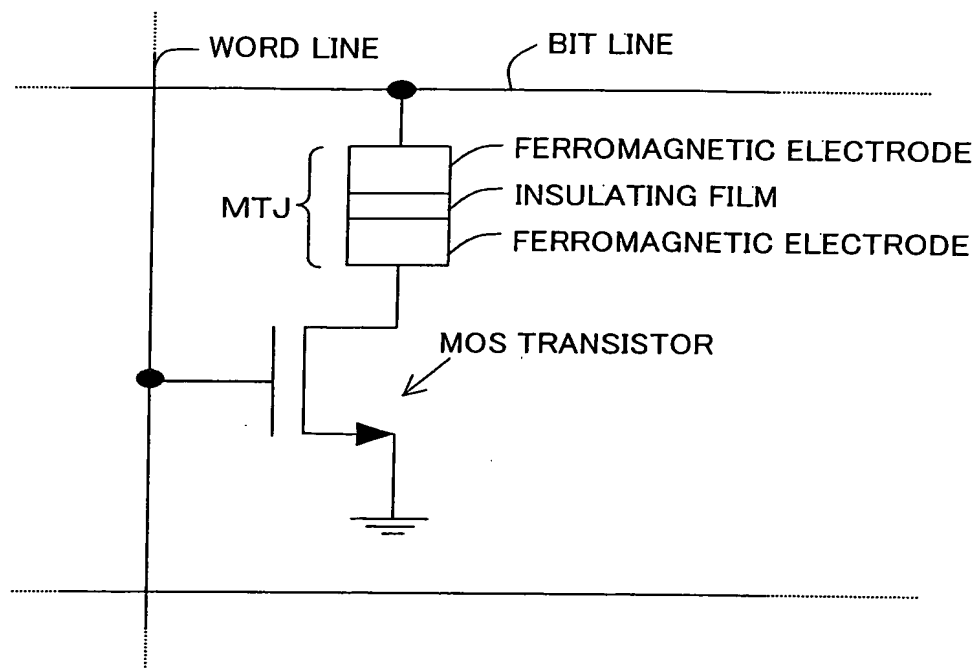 WORD LINE
BIT LINE
FERROMAGNETIC ELECTRODE
INSULATING FILM
MTJ
FERROMAGNETIC ELECTRODE
MOS TRANSISTOR